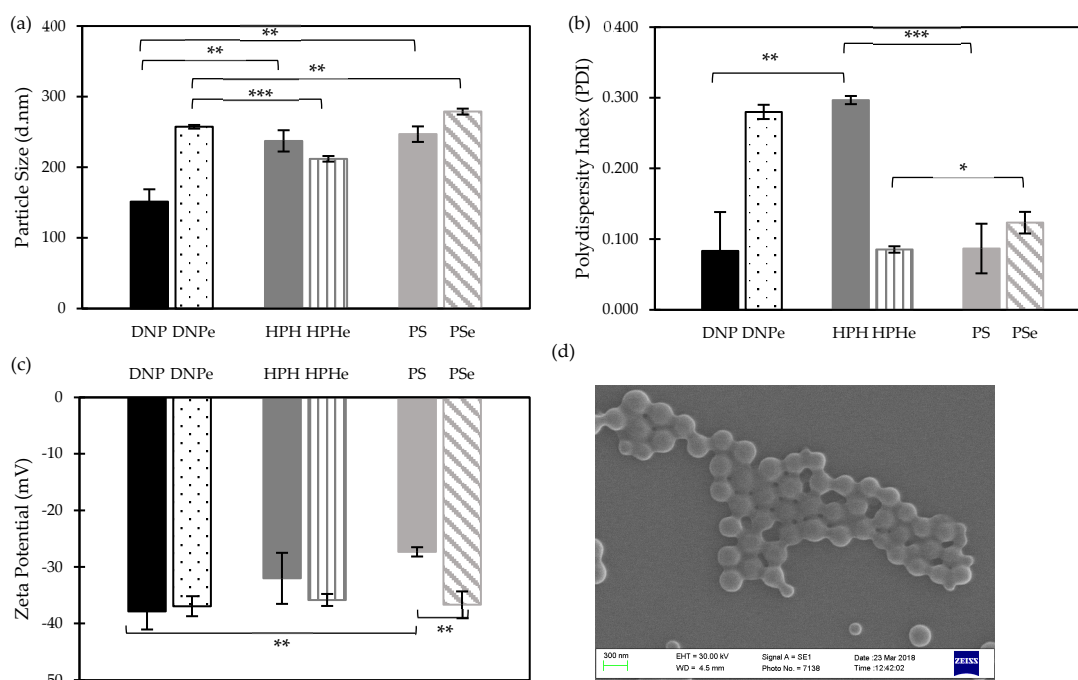 (a)
400
300
200
100
0
Particle Size (d.nm)
**
**
**
***
DNP DNPe HPH HPHe PS PSe
(b)
0.400
0.300
0.200
0.100
0.000
Polydispersity Index (PDI)
***
**
*
DNP DNPe HPH HPHe PS PSe
(c)
DNP DNPe HPH HPHe PS PSe
0
-10
-20
-30
-40
-50
Zeta Potential (mV)
**
**
(d)
300 nm
EHT = 30.00 kV
WD = 4.5 mm
Signal A = SE1
Photo No. = 7138
Date :23 Mar 2018
Time :12:42:02
ZEISS